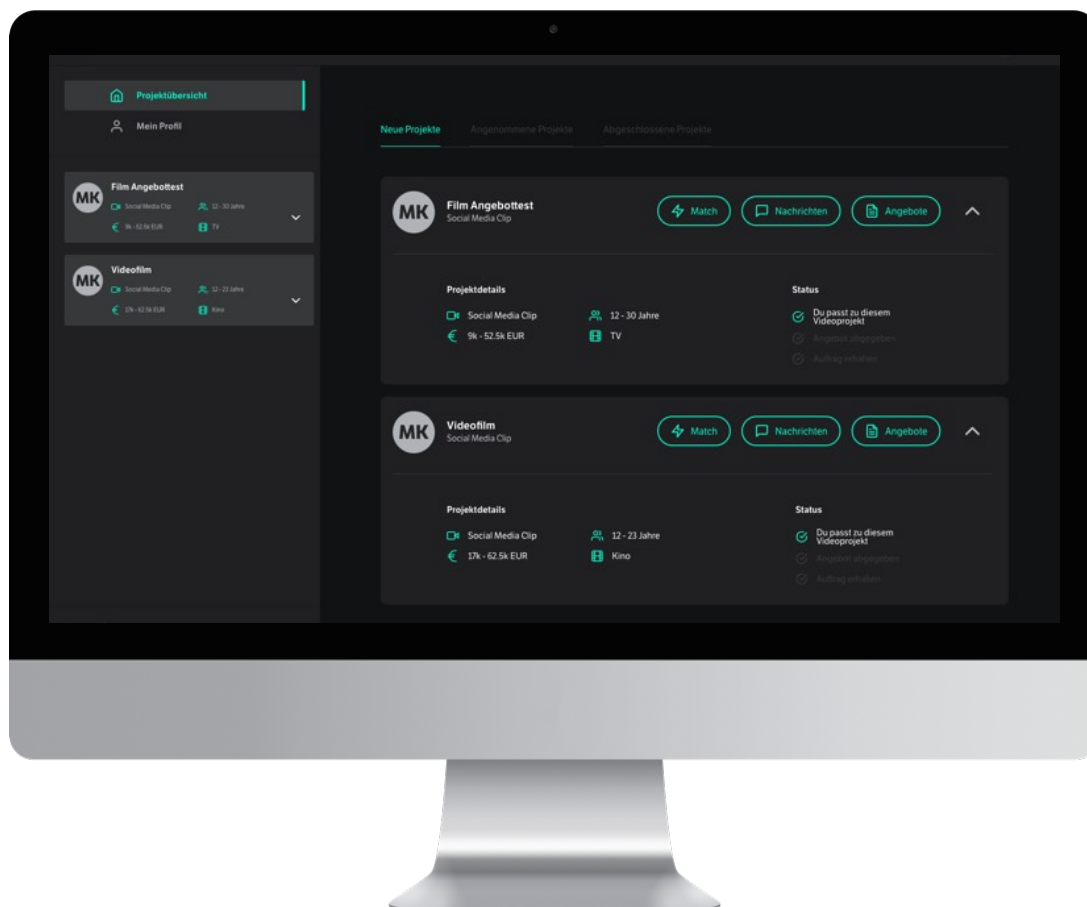 Projektübersicht
Mein Profil
MK
Film Angebottest
Social Media Clip
12 - 30 Jahre
9k - 52.5k EUR
TV
MK
Videofilm
Social Media Clip
12 - 23 Jahre
17k - 62.5k EUR
Kino
Neue Projekte
Angenommene Projekte
Abgeschlossene Projekte
MK
Film Angebottest
Social Media Clip
Match
Nachrichten
Angebote
Projektdetails
Social Media Clip
12 - 30 Jahre
9k - 52.5k EUR
TV
Status
Du passt zu diesem
Videoprojekt
Angebot abgegeben
Auftrag erhalten
MK
Videofilm
Social Media Clip
Match
Nachrichten
Angebote
Projektdetails
Social Media Clip
12 - 23 Jahre
17k - 62.5k EUR
Kino
Status
Du passt zu diesem
Videoprojekt
Angebot abgegeben
Auftrag erhalten